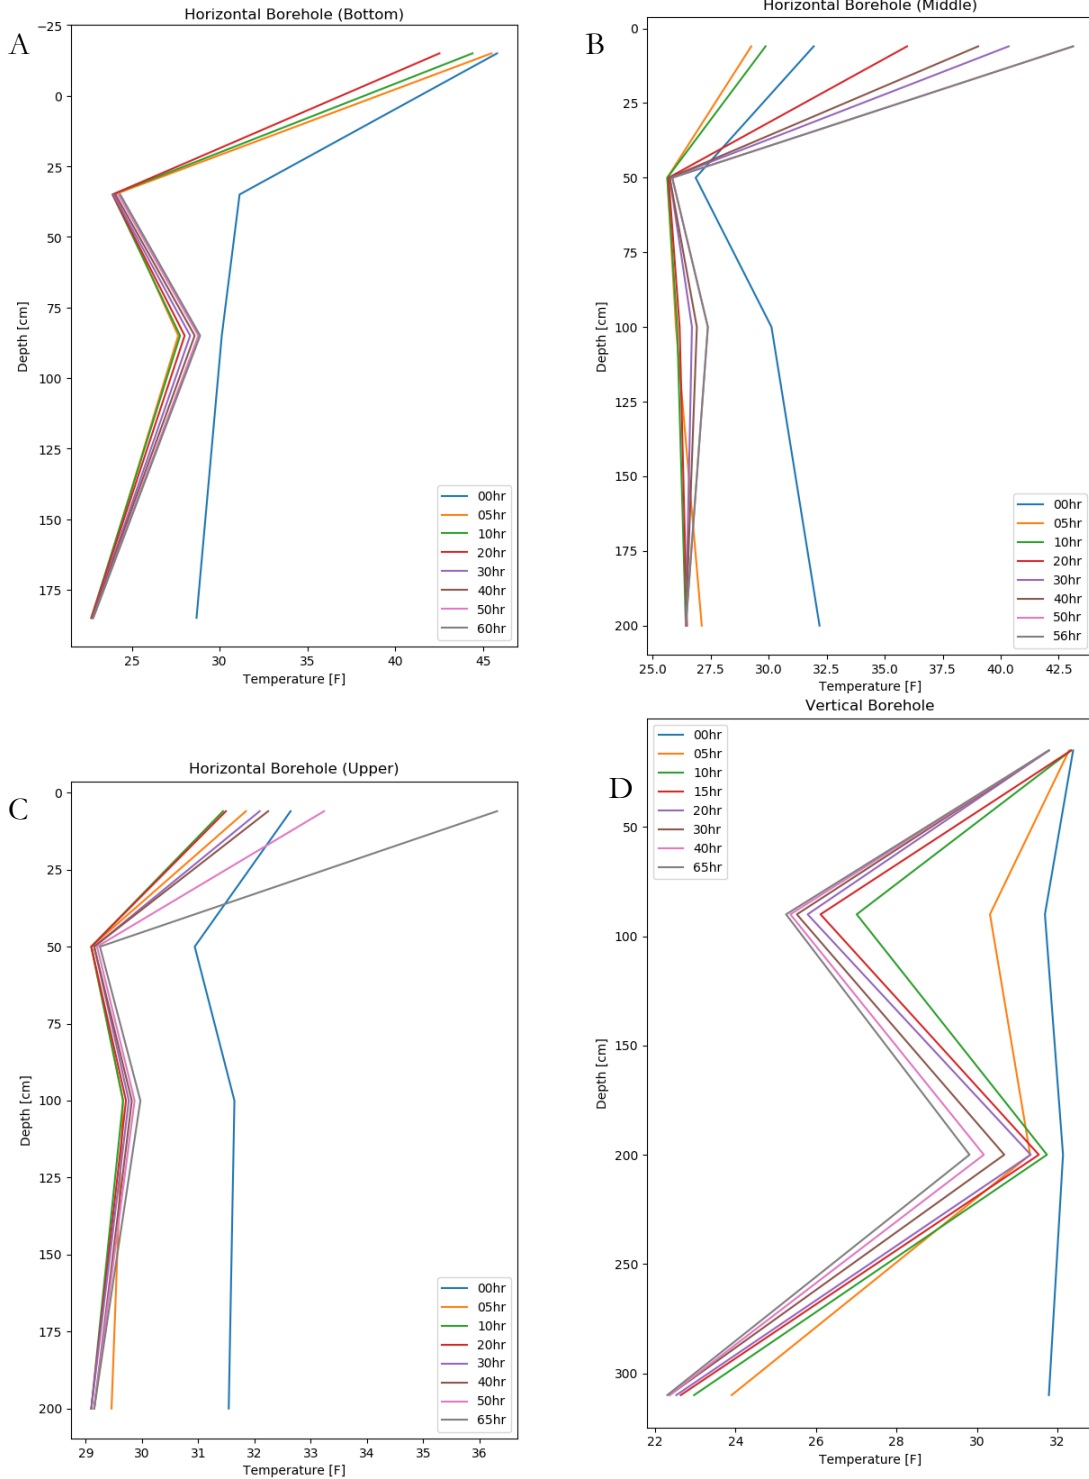 A
Horizontal Borehole (Bottom)
−25
0
25
50
75
100
125
150
175
Depth [cm]
25 30 35 40 45
Temperature [F]
00hr
05hr
10hr
20hr
30hr
40hr
50hr
60hr
B
Horizontal Borehole (Middle)
0
25
50
75
100
125
150
175
200
Depth [cm]
25.0 27.5 30.0 32.5 35.0 37.5 40.0 42.5
Temperature [F]
00hr
05hr
10hr
20hr
30hr
40hr
50hr
56hr
C
Horizontal Borehole (Upper)
0
25
50
75
100
125
150
175
200
Depth [cm]
29 30 31 32 33 34 35 36
Temperature [F]
00hr
05hr
10hr
20hr
30hr
40hr
50hr
65hr
D
Vertical Borehole
50
100
150
200
250
300
Depth [cm]
22 24 26 28 30 32
Temperature [F]
00hr
05hr
10hr
15hr
20hr
30hr
40hr
65hr